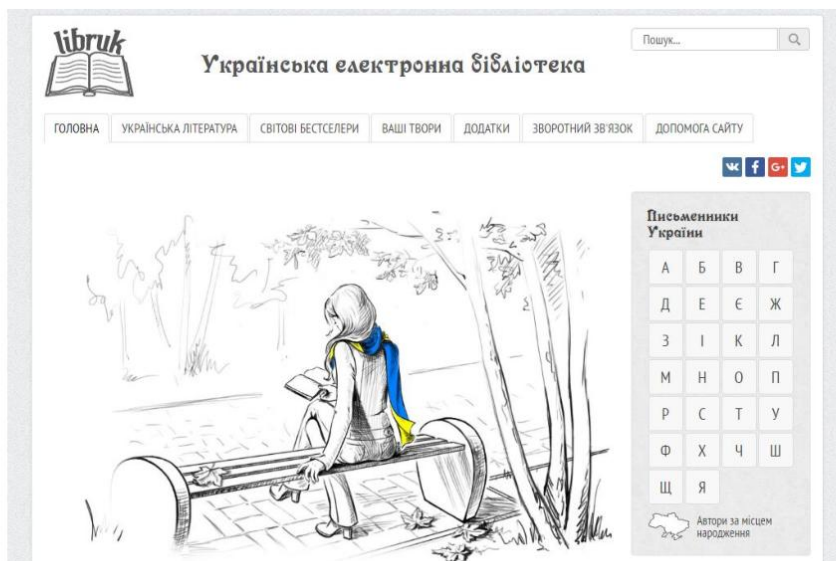 libruk
Українська електронна бібліотека
Пошук...
ГОЛОВНА УКРАЇНСЬКА ЛІТЕРАТУРА СВІТОВІ БЕСТСЕЛЕРИ ВАШІ ТВОРИ ДОДАТКИ ЗВОРОТНИЙ ЗВ'ЯЗОК ДОПОМОГА САЙТУ
Письменники
України
А Б В Г
Д Е Є Ж
З І К Л
М Н О П
Р С Т У
Ф Х Ч Ш
Щ Я
Автори за місцем
народження